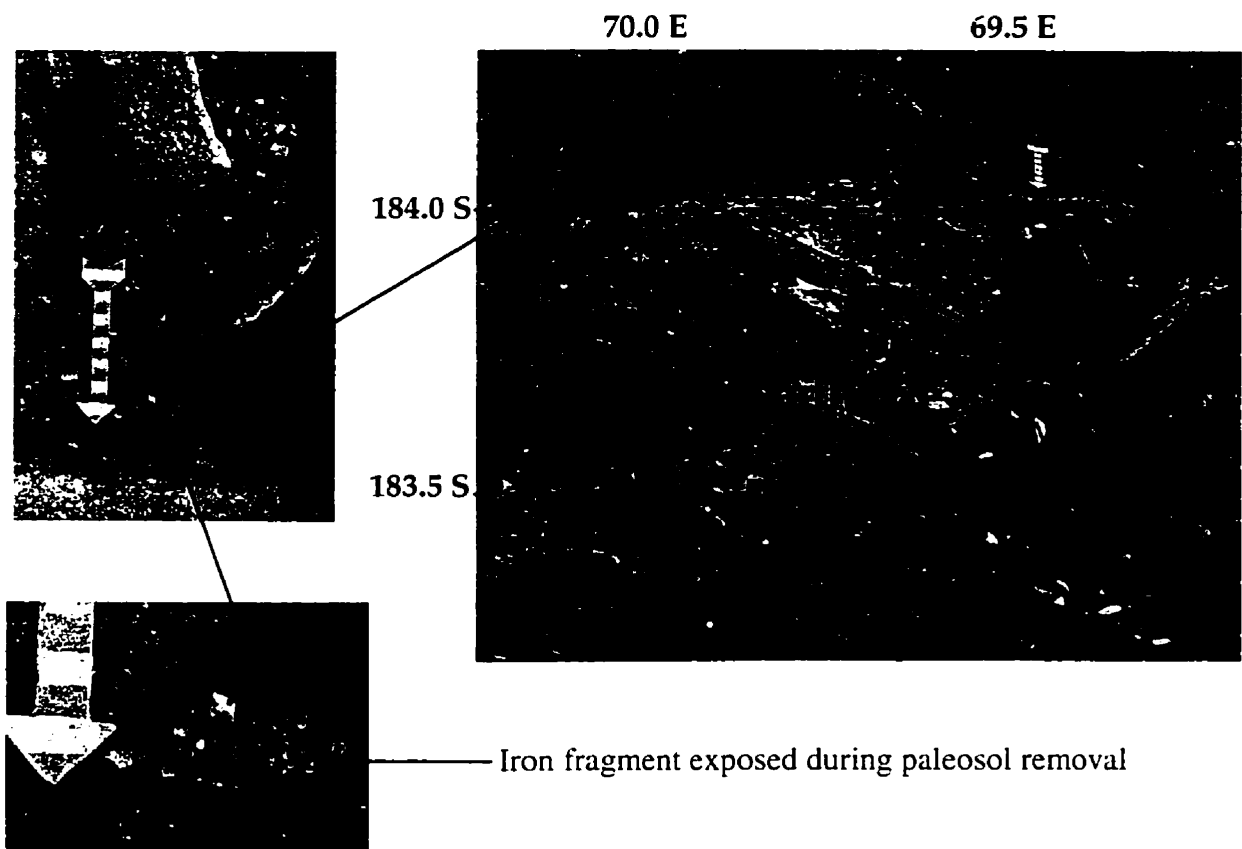 70.0 E 69.5 E
184.0 S
183.5 S
Iron fragment exposed during paleosol removal